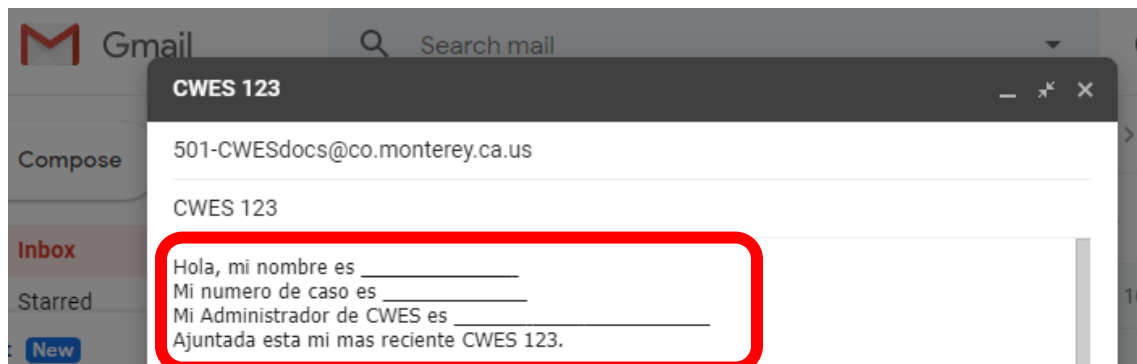 Gmail
Search mail
CWES 123
Compose
501-CWESdocs@co.monterey.ca.us
CWES 123
Inbox
Hola, mi nombre es _______________
Mi numero de caso es ______________
Starred
Mi Administrador de CWES es ________________________
Ajuntada esta mi mas reciente CWES 123.
New